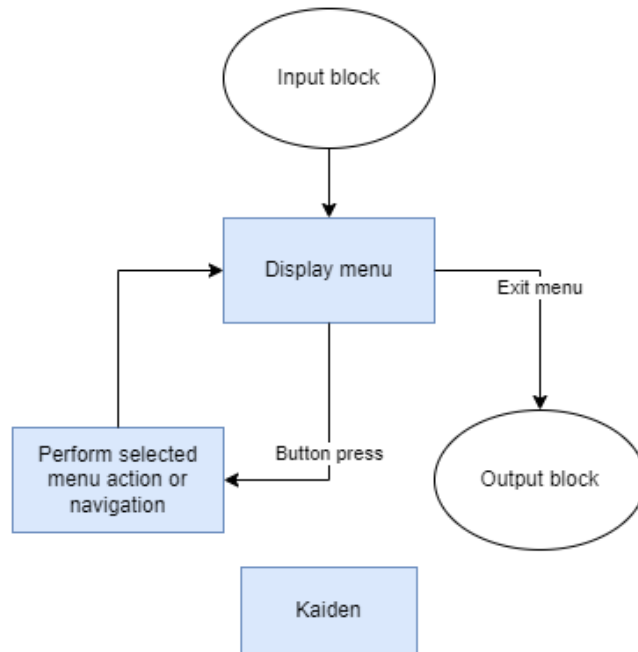 Input block
Display menu
Exit menu
Perform selected
menu action or
navigation
Button press
Output block
Kaiden